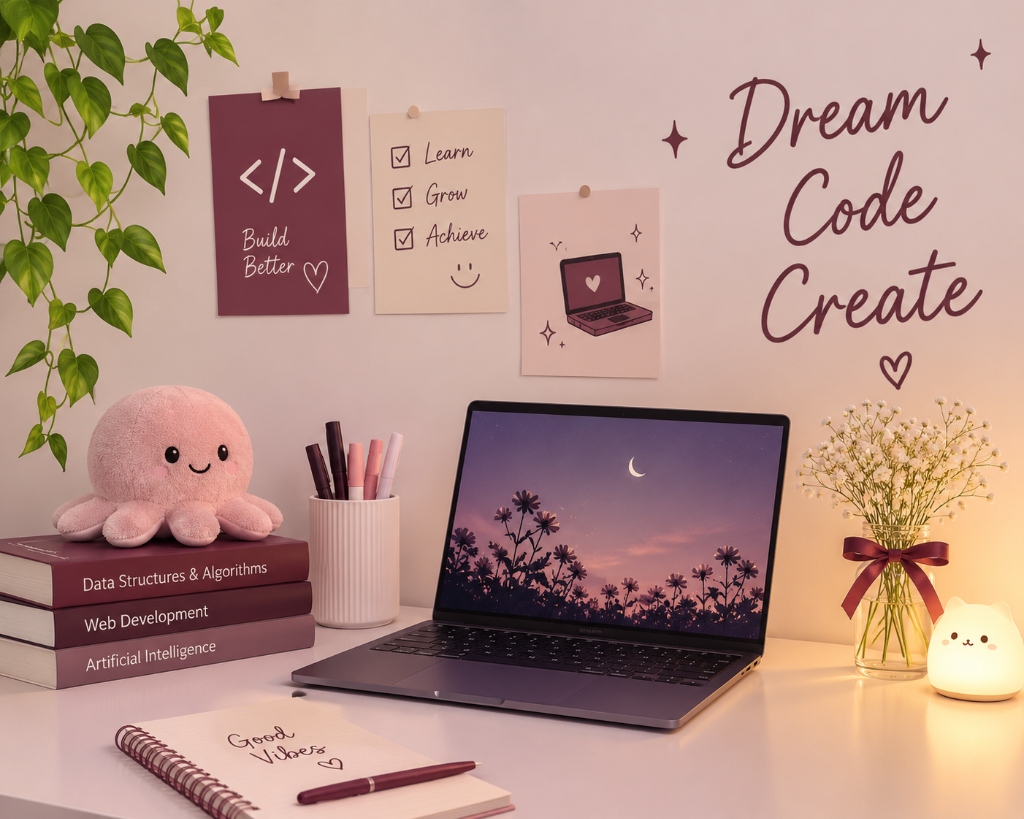 </>
Build
Better
Learn
Grow
Achieve
Dream
Code
Create
Data Structures & Algorithms
Web Development
Artificial Intelligence
Good
Vibes